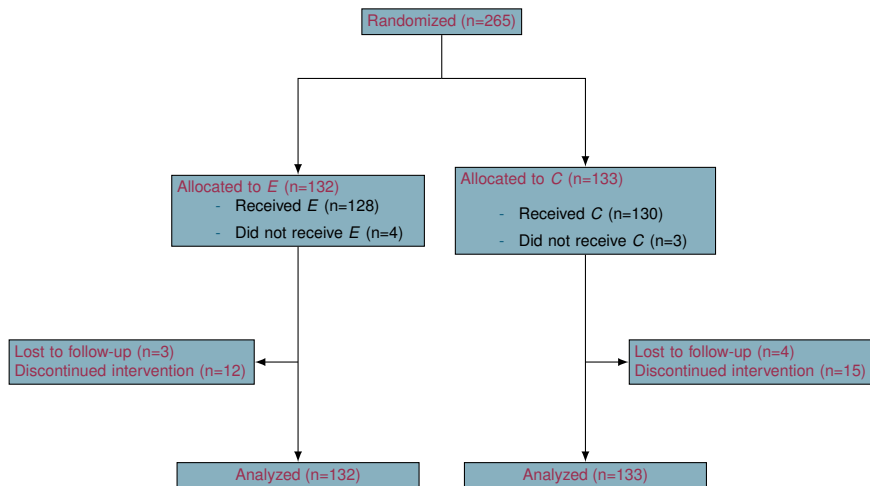 Randomized (n=265)
Allocated to E (n=132)
- Received E (n=128)
- Did not receive E (n=4)
Allocated to C (n=133)
- Received C (n=130)
- Did not receive C (n=3)
Lost to follow-up (n=3)
Discontinued intervention (n=12)
Lost to follow-up (n=4)
Discontinued intervention (n=15)
Analyzed (n=132)
Analyzed (n=133)